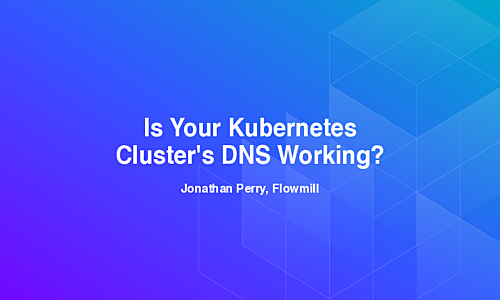 Is Your Kubernetes
Cluster's DNS Working?
Jonathan Perry, Flowmill